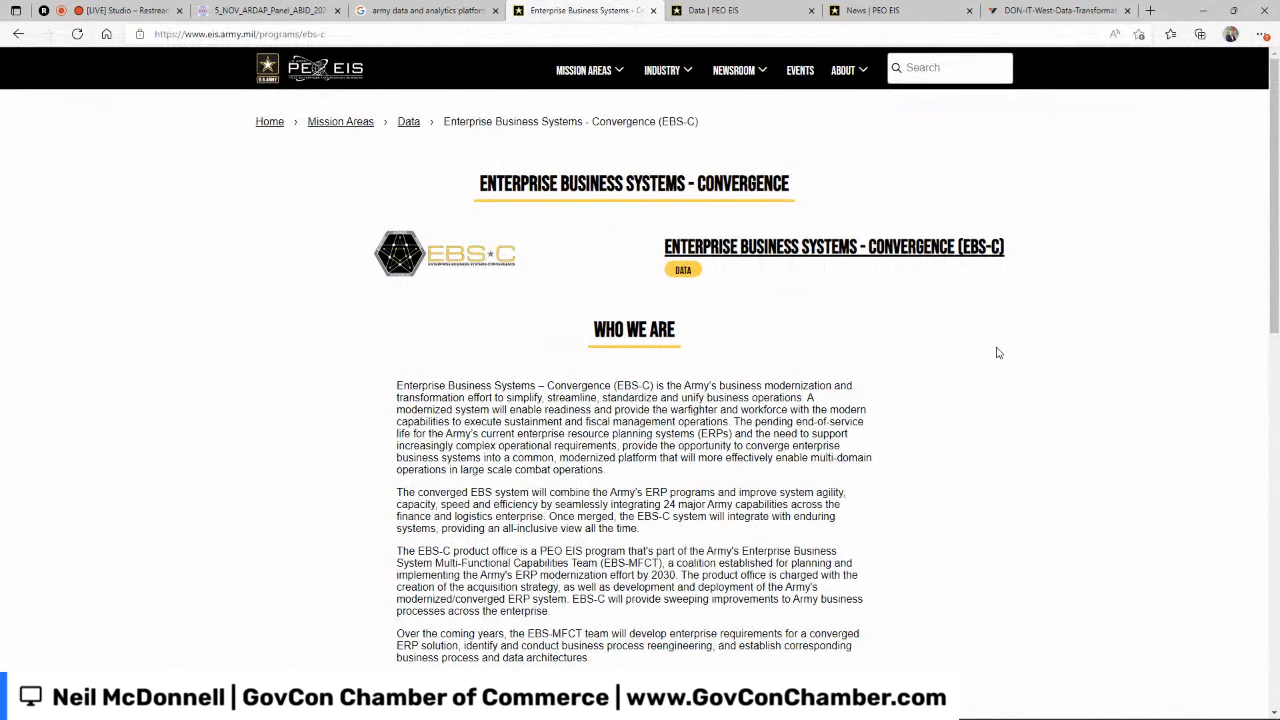 [LIVE] Studio – Restream
5_NOV_ARDAP_Panel_ABID_202
army data and analytics platform
Enterprise Business Systems - Co
Data | PEO EIS
News | PEO EIS
DON-IT-West-Data-Transformat
https://www.eis.army.mil/programs/ebs-c
U.S.ARMY
PEO EIS
MISSION AREAS
INDUSTRY
NEWSROOM
EVENTS
ABOUT
Search
Home › Mission Areas › Data › Enterprise Business Systems - Convergence (EBS-C)
ENTERPRISE BUSINESS SYSTEMS - CONVERGENCE
EBS★C
ENTERPRISE BUSINESS SYSTEMS-CONVERGENCE
ENTERPRISE BUSINESS SYSTEMS - CONVERGENCE (EBS-C)
DATA
WHO WE ARE
Enterprise Business Systems – Convergence (EBS-C) is the Army's business modernization and
transformation effort to simplify, streamline, standardize and unify business operations. A
modernized system will enable readiness and provide the warfighter and workforce with the modern
capabilities to execute sustainment and fiscal management operations. The pending end-of-service
life for the Army's current enterprise resource planning systems (ERPs) and the need to support
increasingly complex operational requirements, provide the opportunity to converge enterprise
business systems into a common, modernized platform that will more effectively enable multi-domain
operations in large scale combat operations.
The converged EBS system will combine the Army's ERP programs and improve system agility,
capacity, speed and efficiency by seamlessly integrating 24 major Army capabilities across the
finance and logistics enterprise. Once merged, the EBS-C system will integrate with enduring
systems, providing an all-inclusive view all the time.
The EBS-C product office is a PEO EIS program that's part of the Army's Enterprise Business
System Multi-Functional Capabilities Team (EBS-MFCT), a coalition established for planning and
implementing the Army's ERP modernization effort by 2030. The product office is charged with the
creation of the acquisition strategy, as well as development and deployment of the Army's
modernized/converged ERP system. EBS-C will provide sweeping improvements to Army business
processes across the enterprise.
Over the coming years, the EBS-MFCT team will develop enterprise requirements for a converged
ERP solution, identify and conduct business process reengineering, and establish corresponding
business process and data architectures
Neil McDonnell | GovCon Chamber of Commerce | www.GovConChamber.com